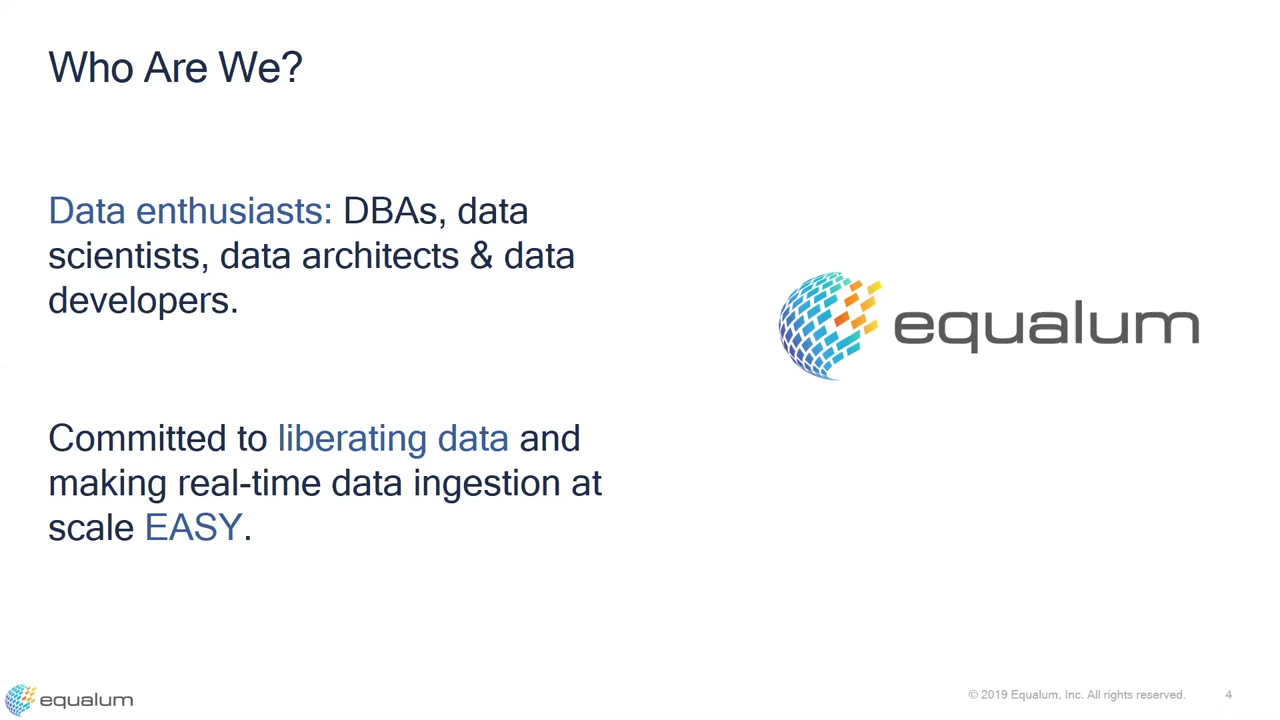 Who Are We?
Data enthusiasts: DBAs, data
scientists, data architects & data
developers.
equalum
Committed to liberating data and
making real-time data ingestion at
scale EASY.
equalum
© 2019 Equalum, Inc. All rights reserved.
4